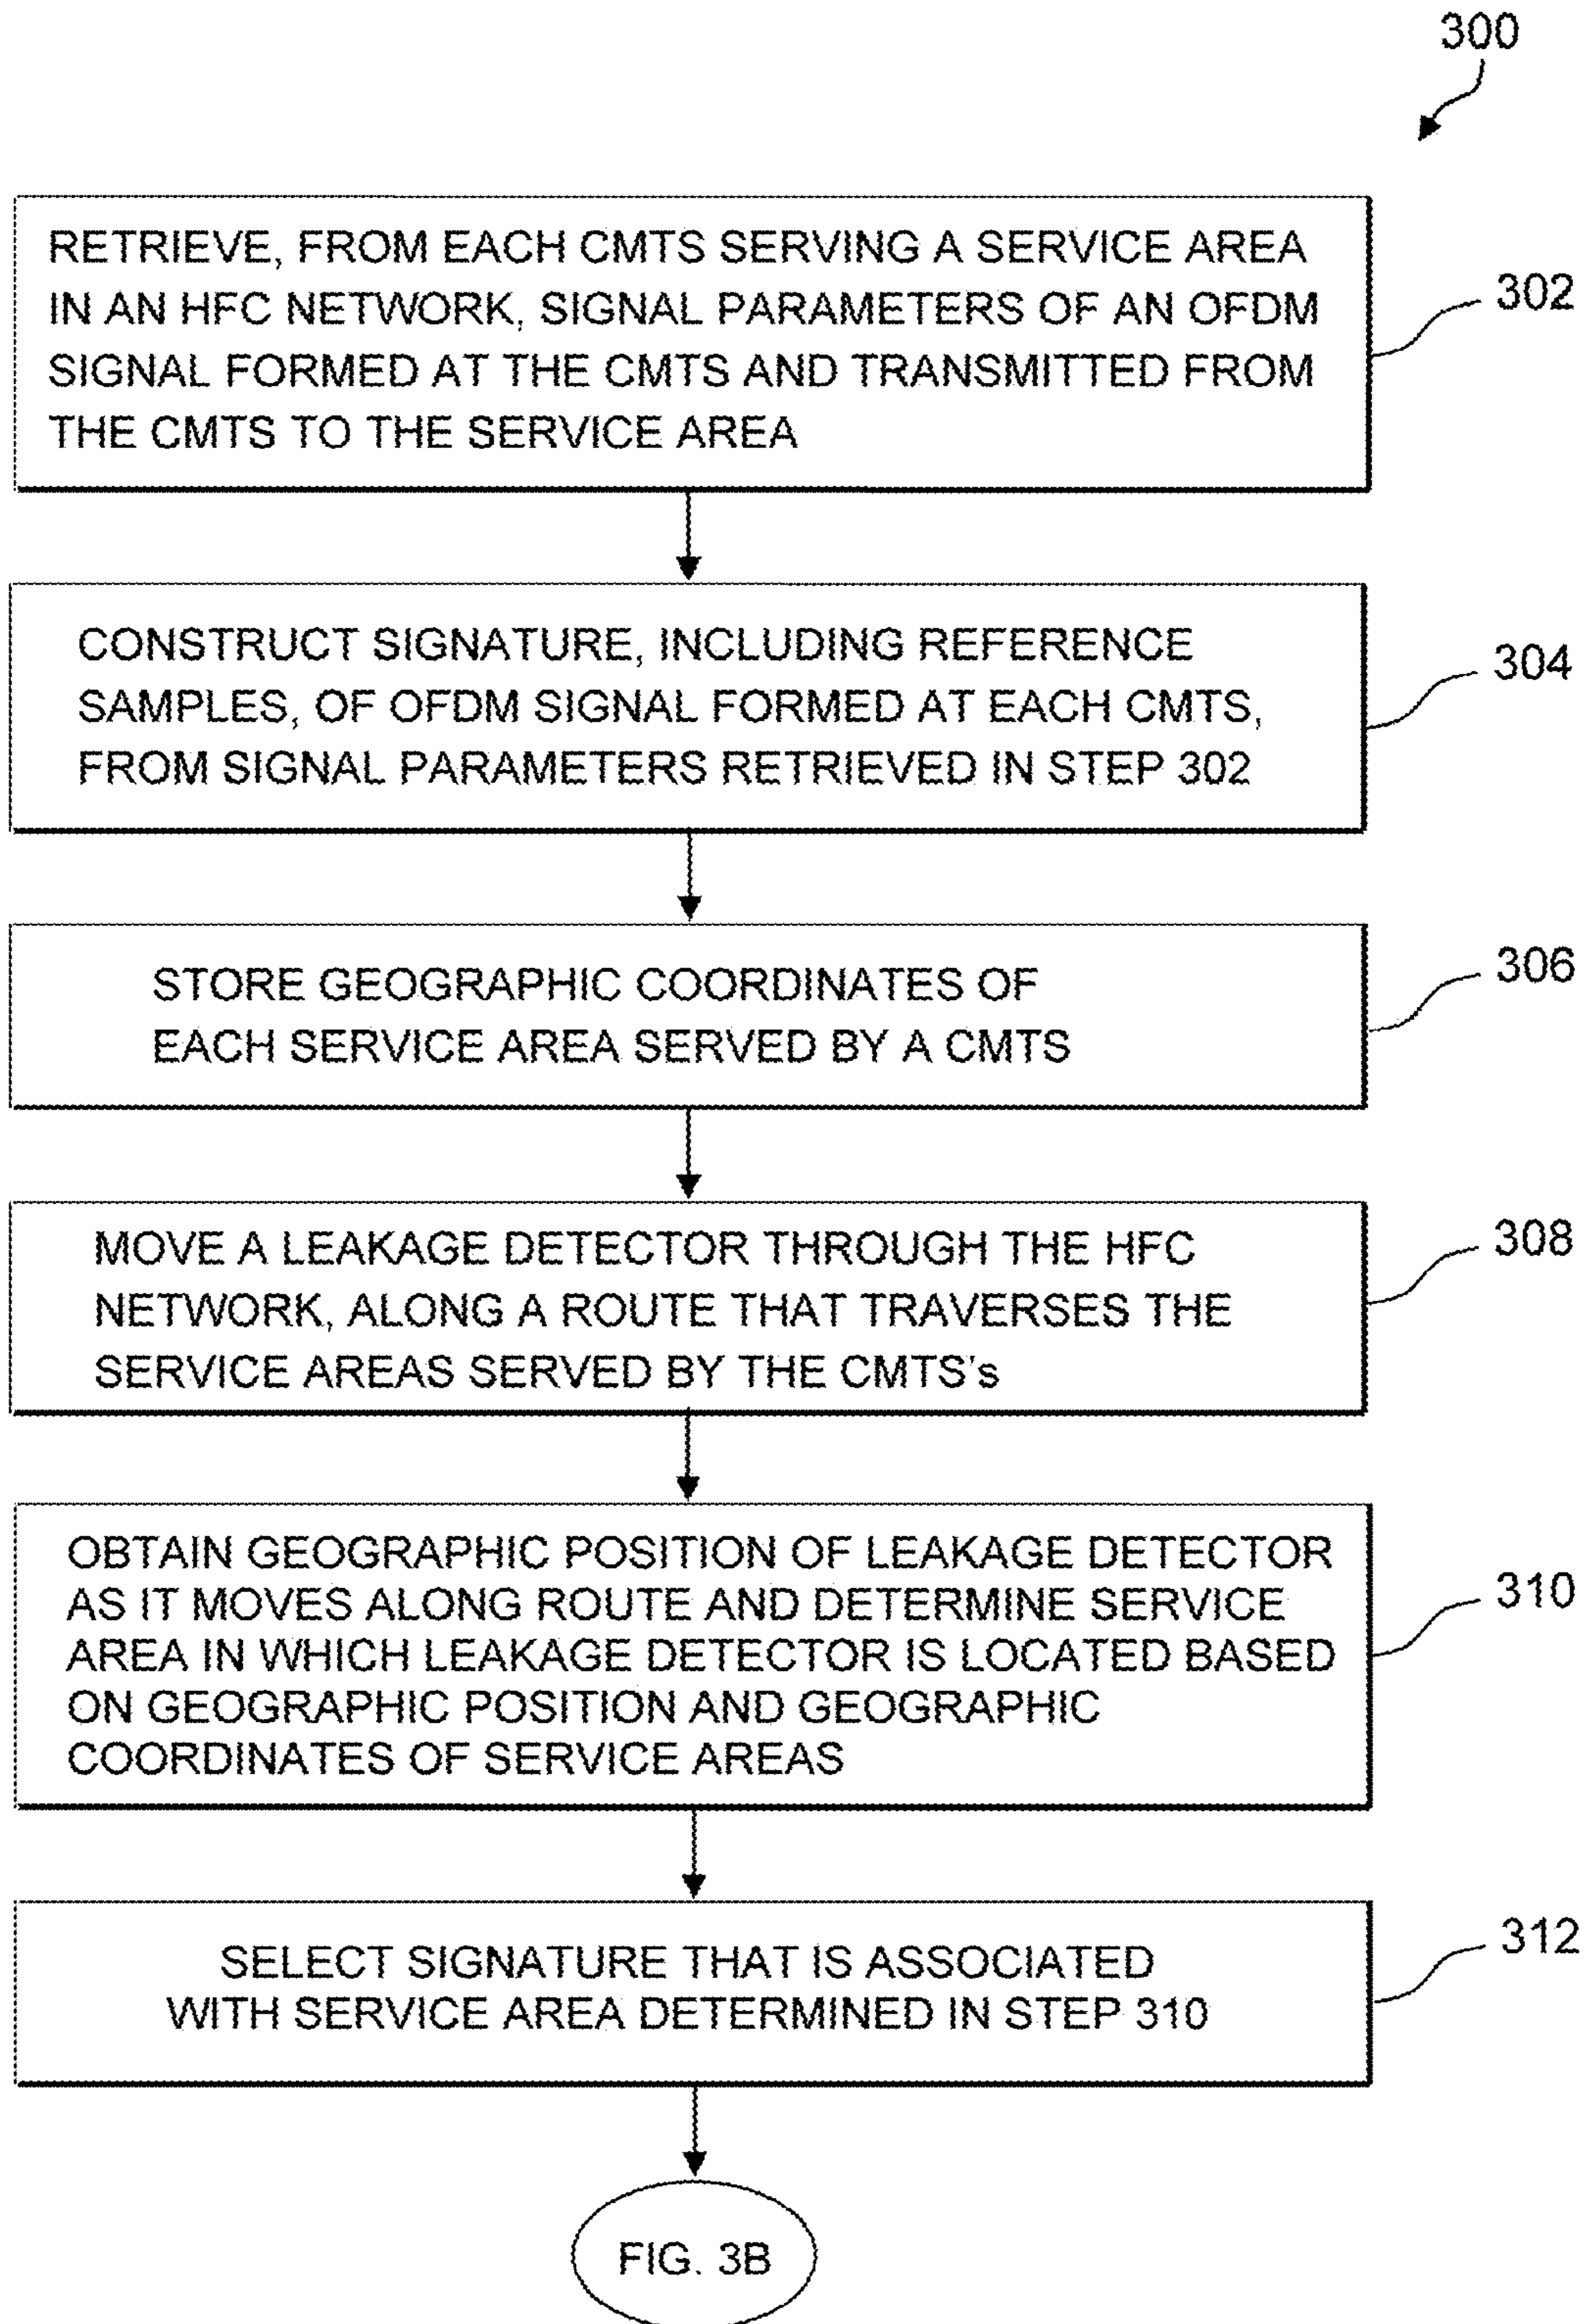 300
RETRIEVE, FROM EACH CMTS SERVING A SERVICE AREA
IN AN HFC NETWORK, SIGNAL PARAMETERS OF AN OFDM
SIGNAL FORMED AT THE CMTS AND TRANSMITTED FROM
THE CMTS TO THE SERVICE AREA
302
CONSTRUCT SIGNATURE, INCLUDING REFERENCE
SAMPLES, OF OFDM SIGNAL FORMED AT EACH CMTS,
FROM SIGNAL PARAMETERS RETRIEVED IN STEP 302
304
STORE GEOGRAPHIC COORDINATES OF
EACH SERVICE AREA SERVED BY A CMTS
306
MOVE A LEAKAGE DETECTOR THROUGH THE HFC
NETWORK, ALONG A ROUTE THAT TRAVERSES THE
SERVICE AREAS SERVED BY THE CMTS's
308
OBTAIN GEOGRAPHIC POSITION OF LEAKAGE DETECTOR
AS IT MOVES ALONG ROUTE AND DETERMINE SERVICE
AREA IN WHICH LEAKAGE DETECTOR IS LOCATED BASED
ON GEOGRAPHIC POSITION AND GEOGRAPHIC
COORDINATES OF SERVICE AREAS
310
SELECT SIGNATURE THAT IS ASSOCIATED
WITH SERVICE AREA DETERMINED IN STEP 310
312
FIG. 3B